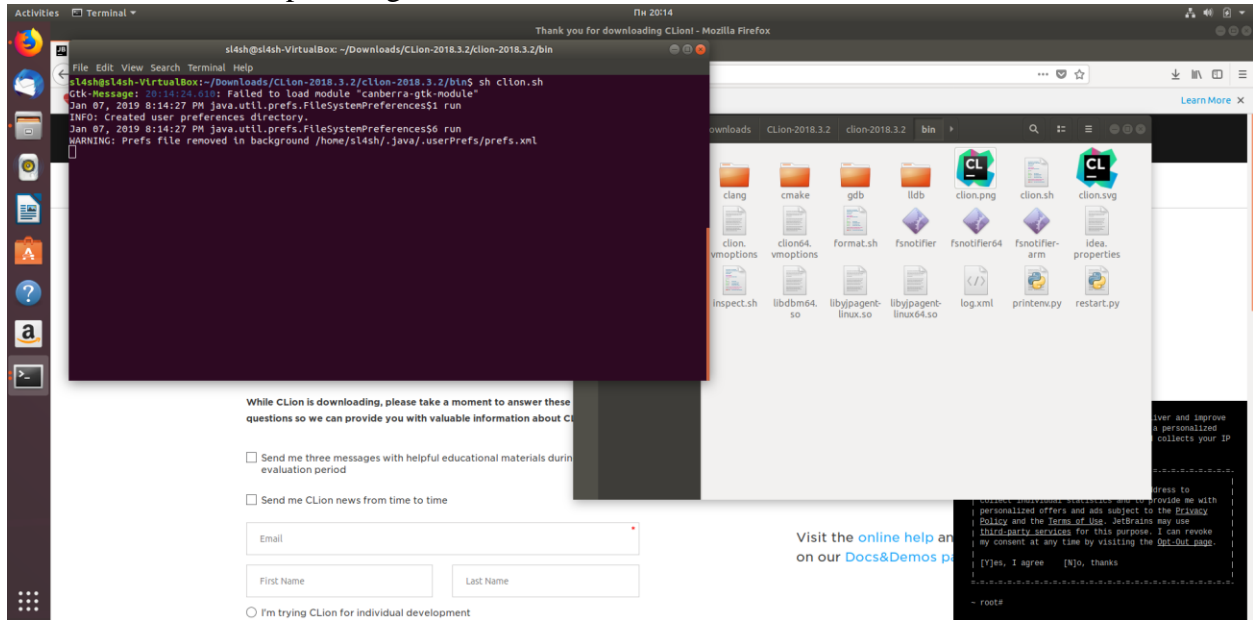 Activities Terminal Пн 20:14
Thank you for downloading CLion! - Mozilla Firefox
sl4sh@sl4sh-VirtualBox: ~/Downloads/CLion-2018.3.2/clion-2018.3.2/bin
File Edit View Search Terminal Help
sl4sh@sl4sh-VirtualBox:~/Downloads/CLion-2018.3.2/clion-2018.3.2/bin$ sh clion.sh
Gtk-Message: 20:14:24.610: Failed to load module "canberra-gtk-module"
Jan 07, 2019 8:14:27 PM java.util.prefs.FileSystemPreferences$1 run
INFO: Created user preferences directory.
Jan 07, 2019 8:14:27 PM java.util.prefs.FileSystemPreferences$6 run
WARNING: Prefs file removed in background /home/sl4sh/.java/.userPrefs/prefs.xml
Learn More
ownloads CLion-2018.3.2 clion-2018.3.2 bin
CL CL
clang cmake gdb lldb clion.png clion.sh clion.svg
clion. clion64. format.sh fsnotifier fsnotifier64 fsnotifier- idea.
vmoptions vmoptions arm properties
inspect.sh libdbm64. libyjpagent- libyjpagent- log.xml printenv.py restart.py
so linux.so linux64.so
While CLion is downloading, please take a moment to answer these
questions so we can provide you with valuable information about CL
Send me three messages with helpful educational materials durin
evaluation period
Send me CLion news from time to time
Email *
First Name Last Name
I'm trying CLion for individual development
Visit the online help an
on our Docs&Demos pa
iver and improve
a personalized
collects your IP
dress to
collect individual statistics and to provide me with
personalized offers and ads subject to the Privacy
Policy and the Terms of Use. JetBrains may use
third-party services for this purpose. I can revoke
my consent at any time by visiting the Opt-Out page.
[Y]es, I agree [N]o, thanks
~ root#